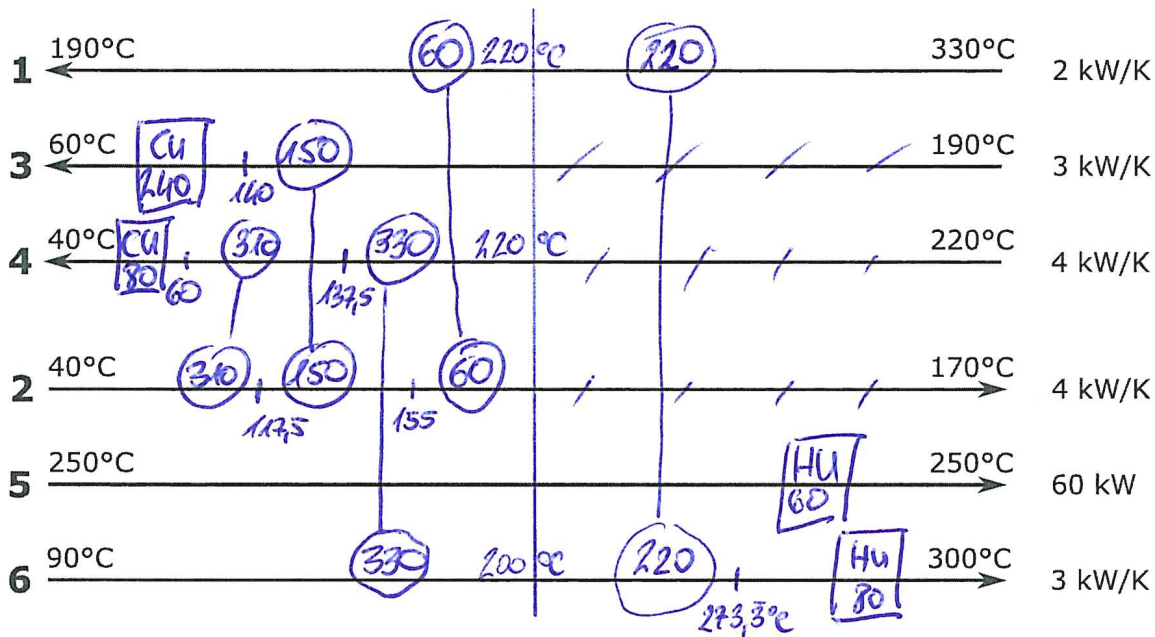 190°C 60 220°C 220 330°C
1 2 kW/K
60°C CU 240 140 150 190°C
3 3 kW/K
40°C CU 80 60 310 137,5 330 220°C 220°C
4 4 kW/K
40°C 310 117,5 150 155 60 170°C
2 4 kW/K
250°C HU 60 250°C
5 60 kW
90°C 330 200°C 220 273,3̄°C HU 80 300°C
6 3 kW/K